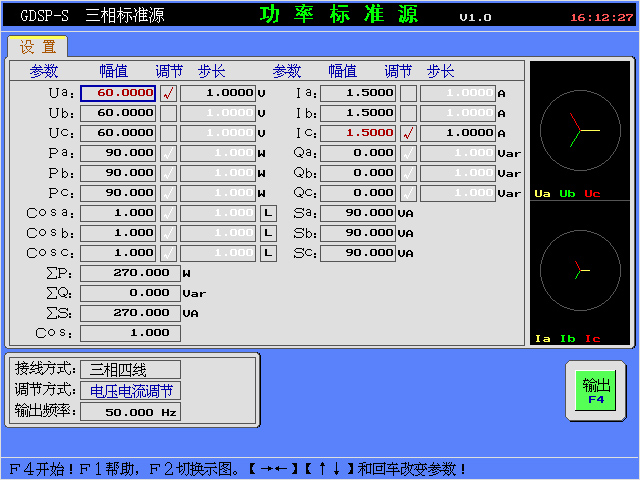 GDSP-S 三相标准源 功率标准源 V1.0 16:12:27
设置
参数 幅值 调节 步长 参数 幅值 调节 步长
Ua: 60.0000 √ 1.0000 V Ia: 1.5000 1.0000 A
Ub: 60.0000 1.0000 V Ib: 1.5000 1.0000 A
Uc: 60.0000 1.0000 V Ic: 1.5000 √ 1.0000 A
Pa: 90.000 √ 1.000 W Qa: 0.000 √ 1.000 Var
Pb: 90.000 √ 1.000 W Qb: 0.000 √ 1.000 Var
Pc: 90.000 √ 1.000 W Qc: 0.000 √ 1.000 Var
Cosa: 1.000 √ 1.000 L Sa: 90.000 VA
Cosb: 1.000 √ 1.000 L Sb: 90.000 VA
Cosc: 1.000 √ 1.000 L Sc: 90.000 VA
ΣP: 270.000 W
ΣQ: 0.000 Var
ΣS: 270.000 VA
Cos: 1.000
Ua Ub Uc
Ia Ib Ic
接线方式: 三相四线
调节方式: 电压电流调节
输出频率: 50.000 Hz
输出
F4
F4开始！F1帮助，F2切换示图。【→←】【↑↓】和回车改变参数！